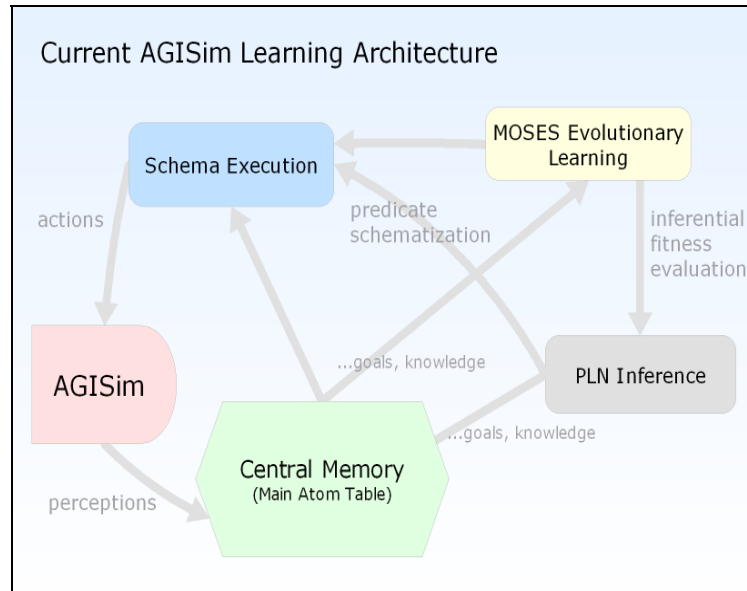 Current AGISim Learning Architecture
MOSES Evolutionary
Learning
Schema Execution
actions
predicate
schematization
inferential
fitness
evaluation
AGISim
...goals, knowledge
PLN Inference
...goals, knowledge
Central Memory
(Main Atom Table)
perceptions